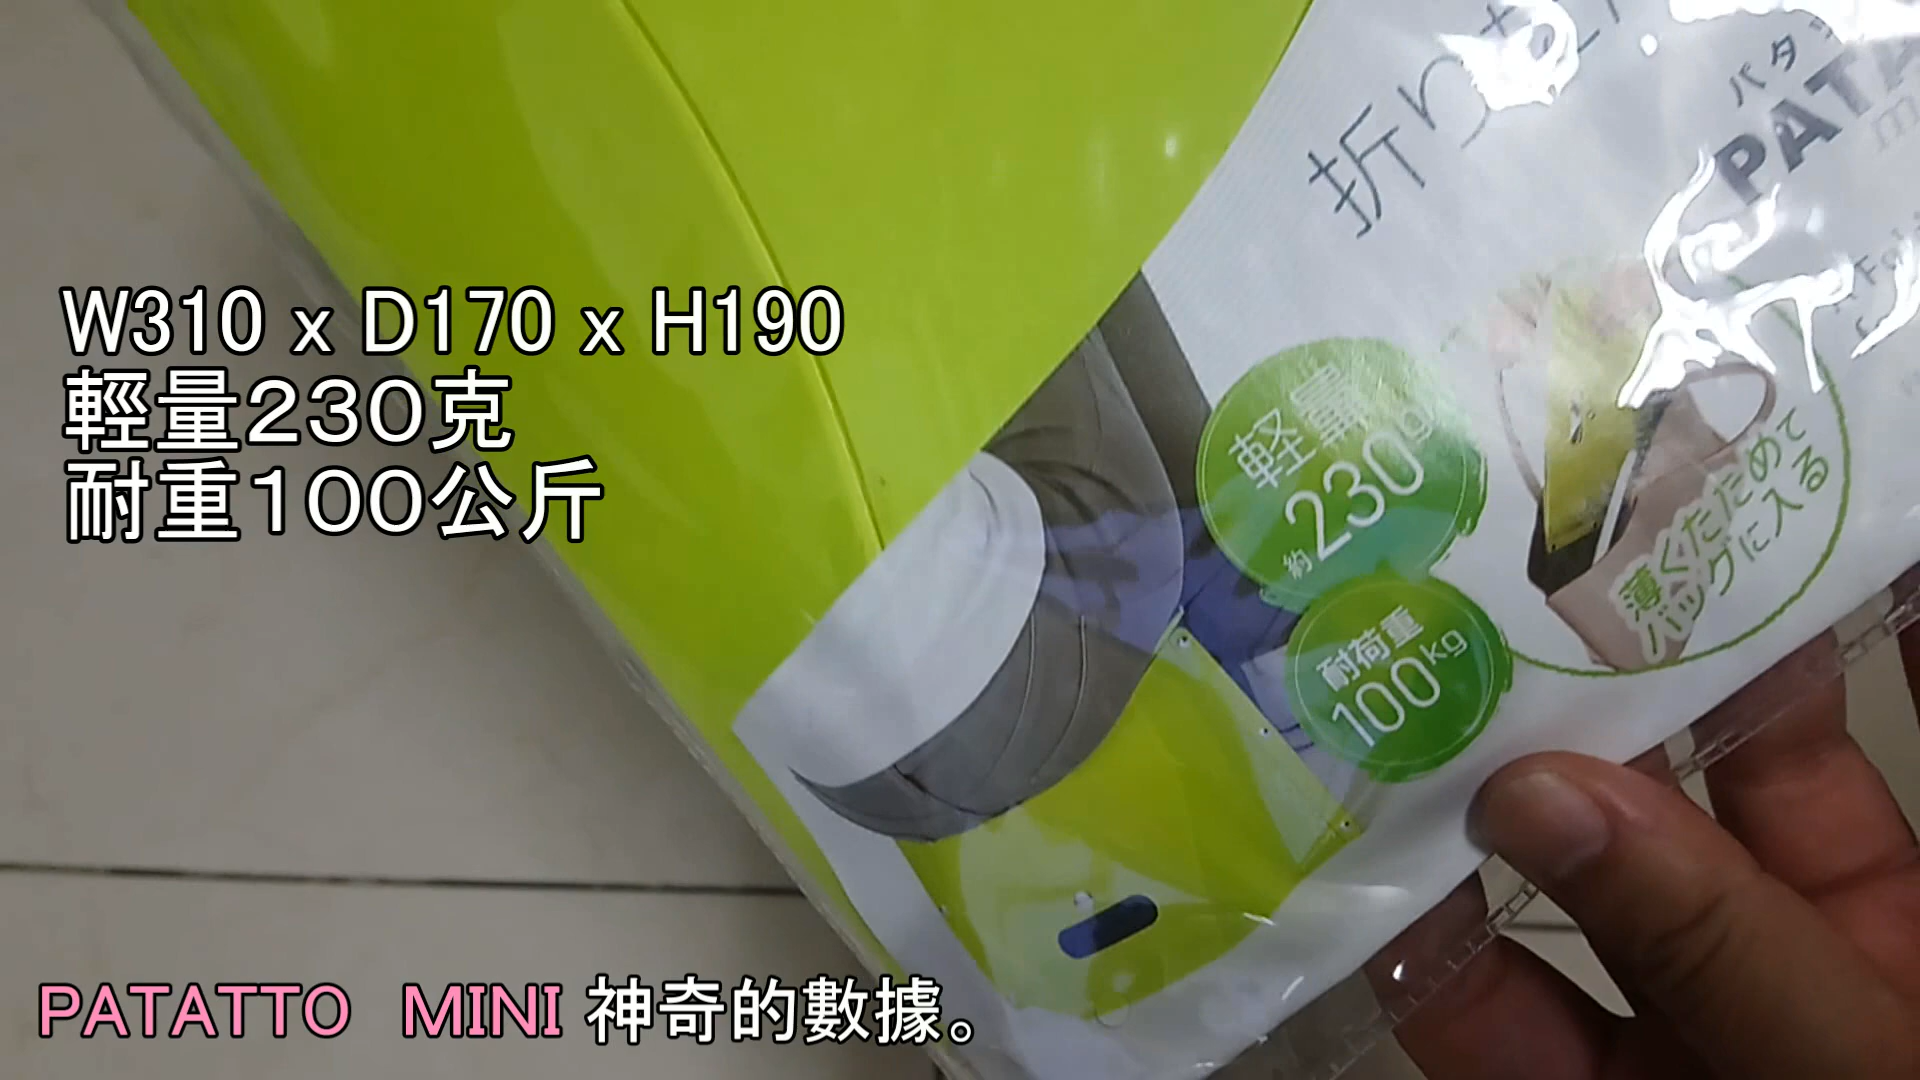 W310 x D170 x H190
輕量230克
耐重100公斤
折りた
パタ
PATA
軽量
約230g
耐荷重
100kg
薄くたためて
バッグに入る
PATATTO MINI 神奇的數據。